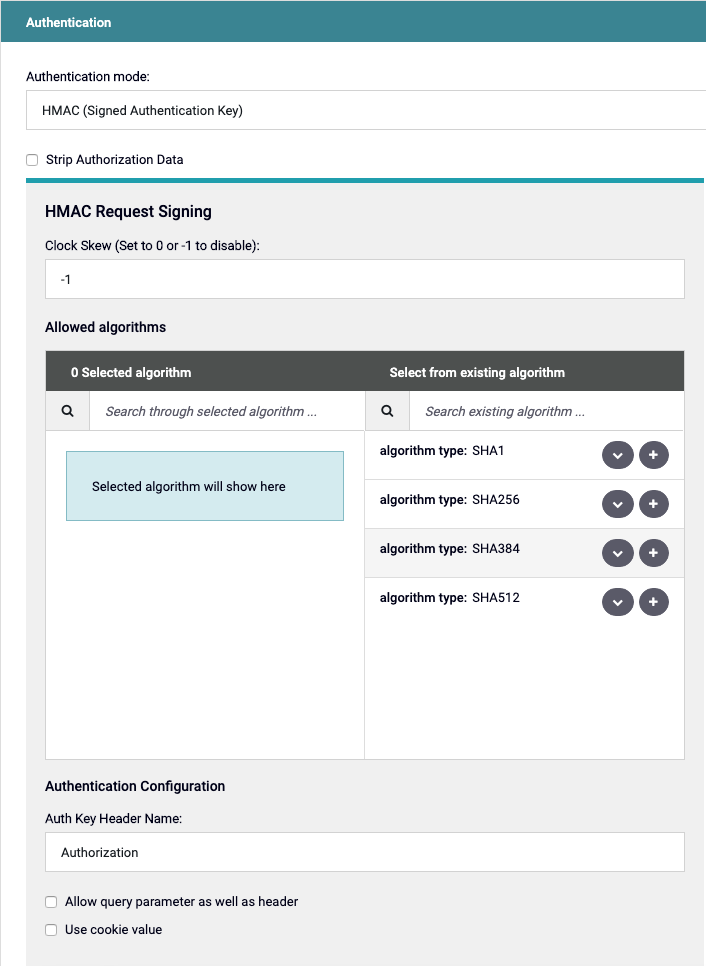 Authentication
Authentication mode:
HMAC (Signed Authentication Key)
Strip Authorization Data
HMAC Request Signing
Clock Skew (Set to 0 or -1 to disable):
-1
Allowed algorithms
0 Selected algorithm
Select from existing algorithm
Search through selected algorithm ...
Search existing algorithm ...
Selected algorithm will show here
algorithm type: SHA1
algorithm type: SHA256
algorithm type: SHA384
algorithm type: SHA512
Authentication Configuration
Auth Key Header Name:
Authorization
Allow query parameter as well as header
Use cookie value